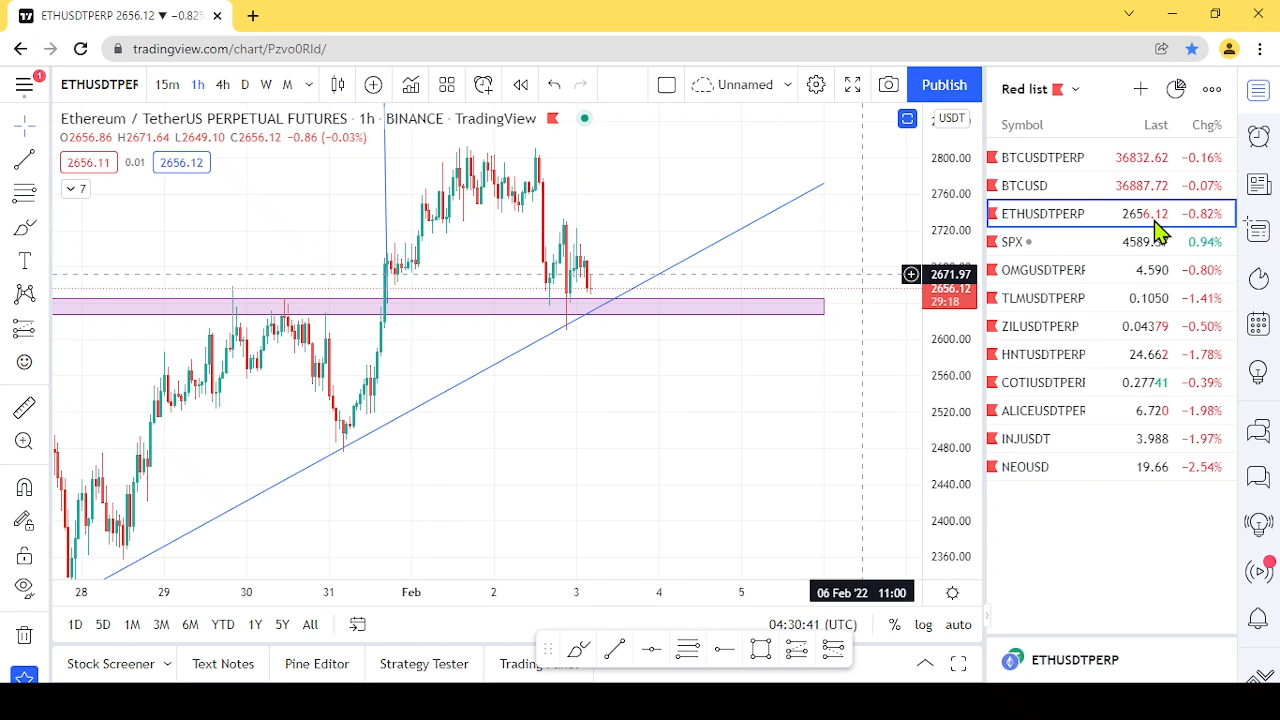 ETHUSDTPERP 2656.12 ▼ −0.82%
tradingview.com/chart/Pzvo0RId/
1
ETHUSDTPER 15m 1h 4h D W M Unnamed Publish
Ethereum / TetherUS PERPETUAL FUTURES · 1h · BINANCE · TradingView
O2656.86 H2671.64 L2649.10 C2656.12 −0.86 (−0.03%)
2656.11 0.01 2656.12
7
USDT
2800.00
2760.00
2720.00
2671.97
2656.12
29:18
2600.00
2560.00
2520.00
2480.00
2440.00
2400.00
2360.00
28 29 30 31 Feb 2 3 4 5 06 Feb '22 11:00
1D 5D 1M 3M 6M YTD 1Y 5Y All 04:30:41 (UTC) % log auto
Stock Screener Text Notes Pine Editor Strategy Tester
Red list
Symbol Last Chg%
BTCUSDTPERP 36832.62 −0.16%
BTCUSD 36887.72 −0.07%
ETHUSDTPERP 2656.12 −0.82%
SPX 0.94%
OMGUSDTPERF 4.590 −0.80%
TLMUSDTPERP 0.1050 −1.41%
ZILUSDTPERP 0.04379 −0.50%
HNTUSDTPERP 24.662 −1.78%
COTIUSDTPERI 0.27741 −0.39%
ALICEUSDTPER 6.720 −1.98%
INJUSDT 3.988 −1.97%
NEOUSD 19.66 −2.54%
ETHUSDTPERP